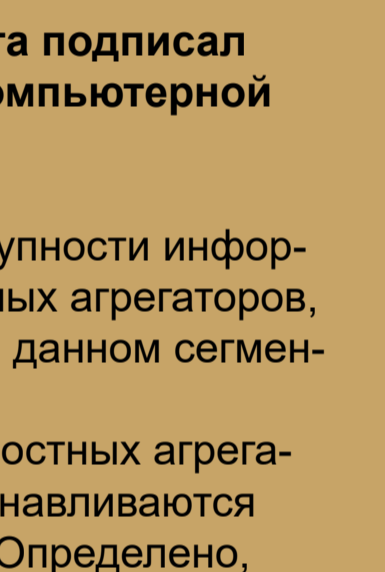 та подписал
омпьютерной
упности инфор-
ных агрегаторов,
данном сегмен-
остных агрега-
навливаются
Определено,